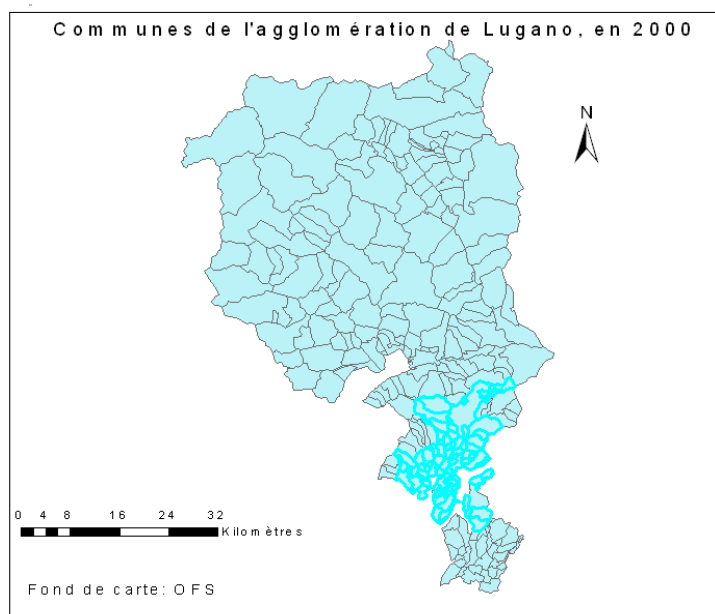 Communes de l'agglomération de Lugano, en 2000
N
0 4 8 16 24 32
Kilomètres
Fond de carte: OFS